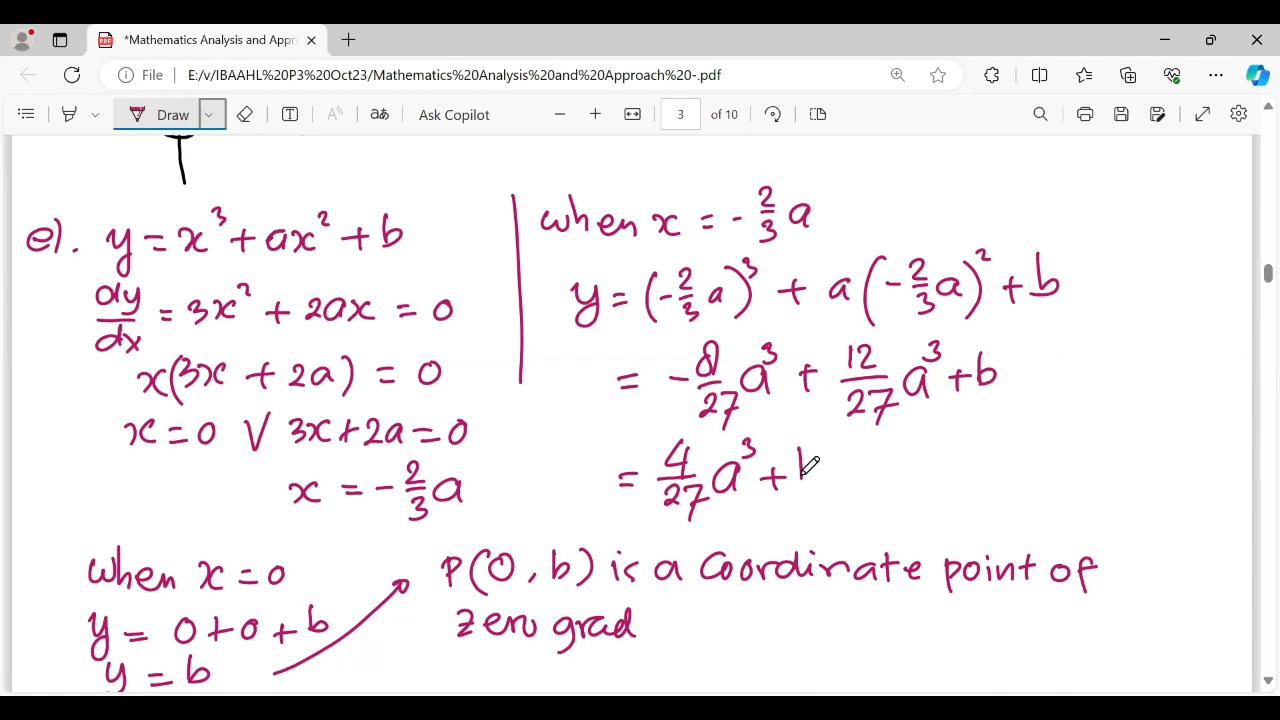 *Mathematics Analysis and Appr
File E:/v/IBAAHL%20P3%20Oct23/Mathematics%20Analysis%20and%20Approach%20-.pdf
Draw Ask Copilot 3 of 10
e). y = x³ + ax² + b
dy/dx = 3x² + 2ax = 0
x(3x + 2a) = 0
x = 0 V 3x + 2a = 0
x = -2/3 a
when x = 0
y = 0 + 0 + b
y = b
when x = -2/3 a
y = (-2/3 a)³ + a(-2/3 a)² + b
= -8/27 a³ + 12/27 a³ + b
= 4/27 a³ +
P(0, b) is a coordinate point of
zero grad